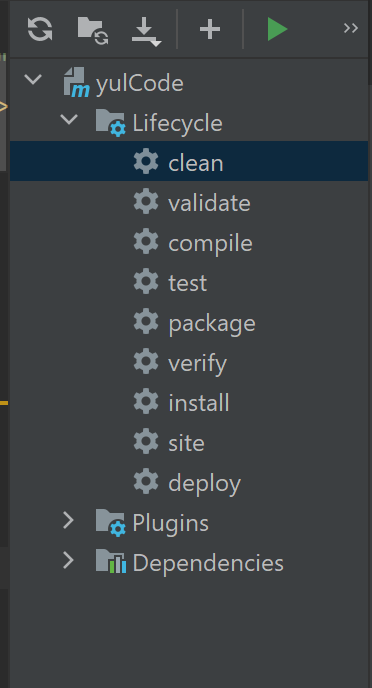 yulCode
Lifecycle
clean
validate
compile
test
package
verify
install
site
deploy
Plugins
Dependencies